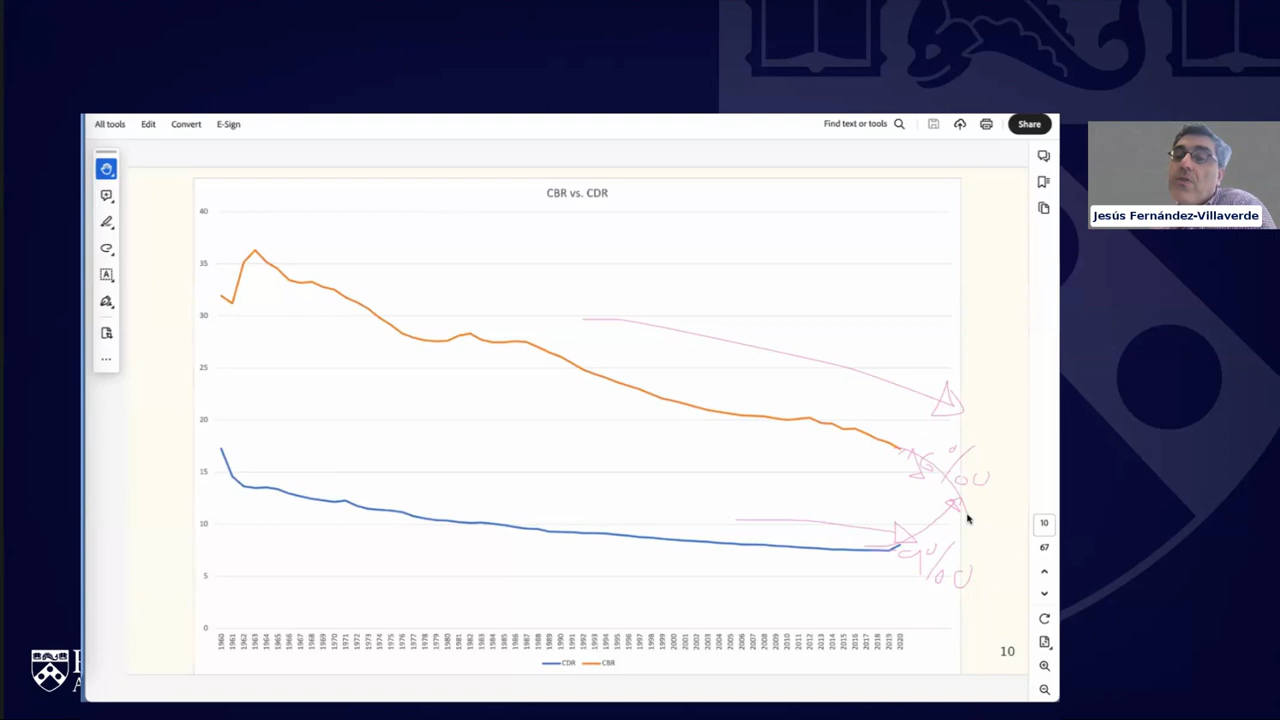 All tools Edit Convert E-Sign
Find text or tools
Share
CBR vs. CDR
40
35
30
25
20
15
10
5
0
1960 1961 1962 1963 1964 1965 1966 1967 1968 1969 1970 1971 1972 1973 1974 1975 1976 1977 1978 1979 1980 1981 1982 1983 1984 1985 1986 1987 1988 1989 1990 1991 1992 1993 1994 1995 1996 1997 1998 1999 2000 2001 2002 2003 2004 2005 2006 2007 2008 2009 2010 2011 2012 2013 2014 2015 2016 2017 2018 2019 2020
CDR CBR
10
10
67
Jesús Fernández-Villaverde